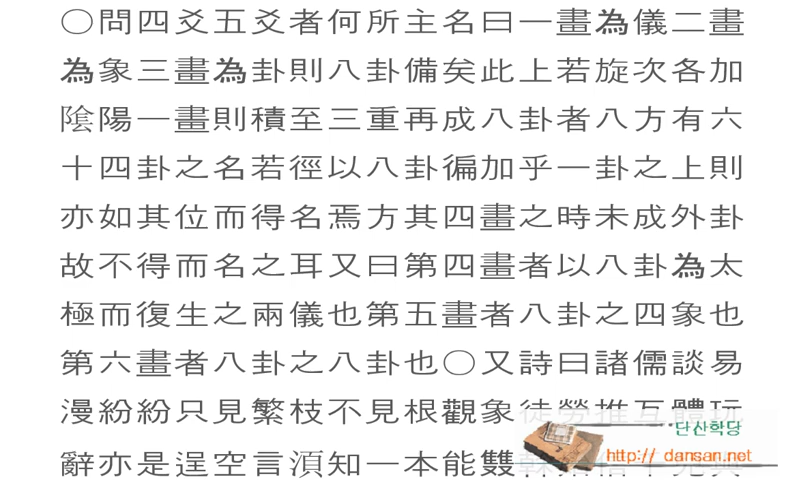 〇問四爻五爻者何所主名曰一畫為儀二畫
為象三畫為卦則八卦備矣此上若旋次各加
陰陽一畫則積至三重再成八卦者八方有六
十四卦之名若徑以八卦徧加乎一卦之上則
亦如其位而得名焉方其四畫之時未成外卦
故不得而名之耳又曰第四畫者以八卦為太
極而復生之兩儀也第五畫者八卦之四象也
第六畫者八卦之八卦也〇又詩曰諸儒談易
漫紛紛只見繁枝不見根觀象徒勞推互體玩
辭亦是逞空言湏知一本能雙
단산학당
http:// dansan.net